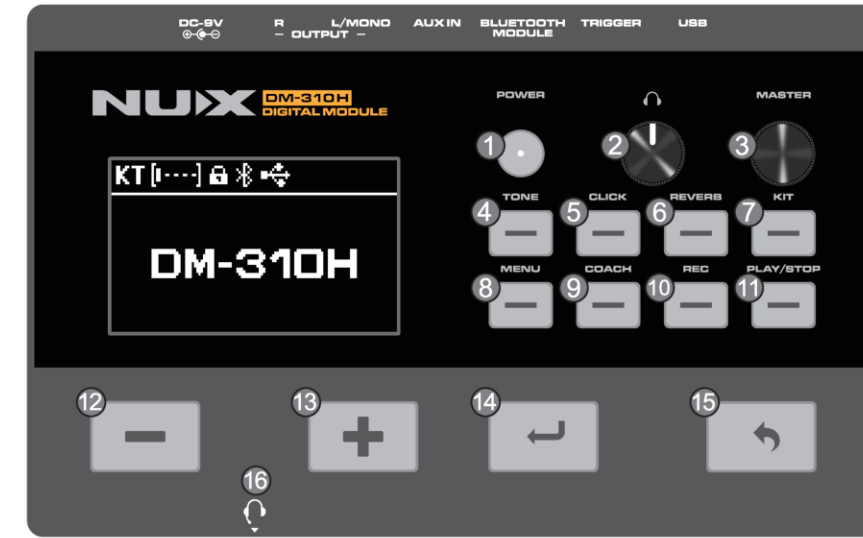 DC-9V
R L/MONO
– OUTPUT –
AUX IN
BLUETOOTH
MODULE
TRIGGER
USB
NUX
DM-310H
DIGITAL MODULE
POWER
MASTER
1
2
3
KT [ı----]
DM-310H
TONE
CLICK
REVERB
KIT
4
5
6
7
MENU
COACH
REC
PLAY/STOP
8
9
10
11
12
13
14
15
16